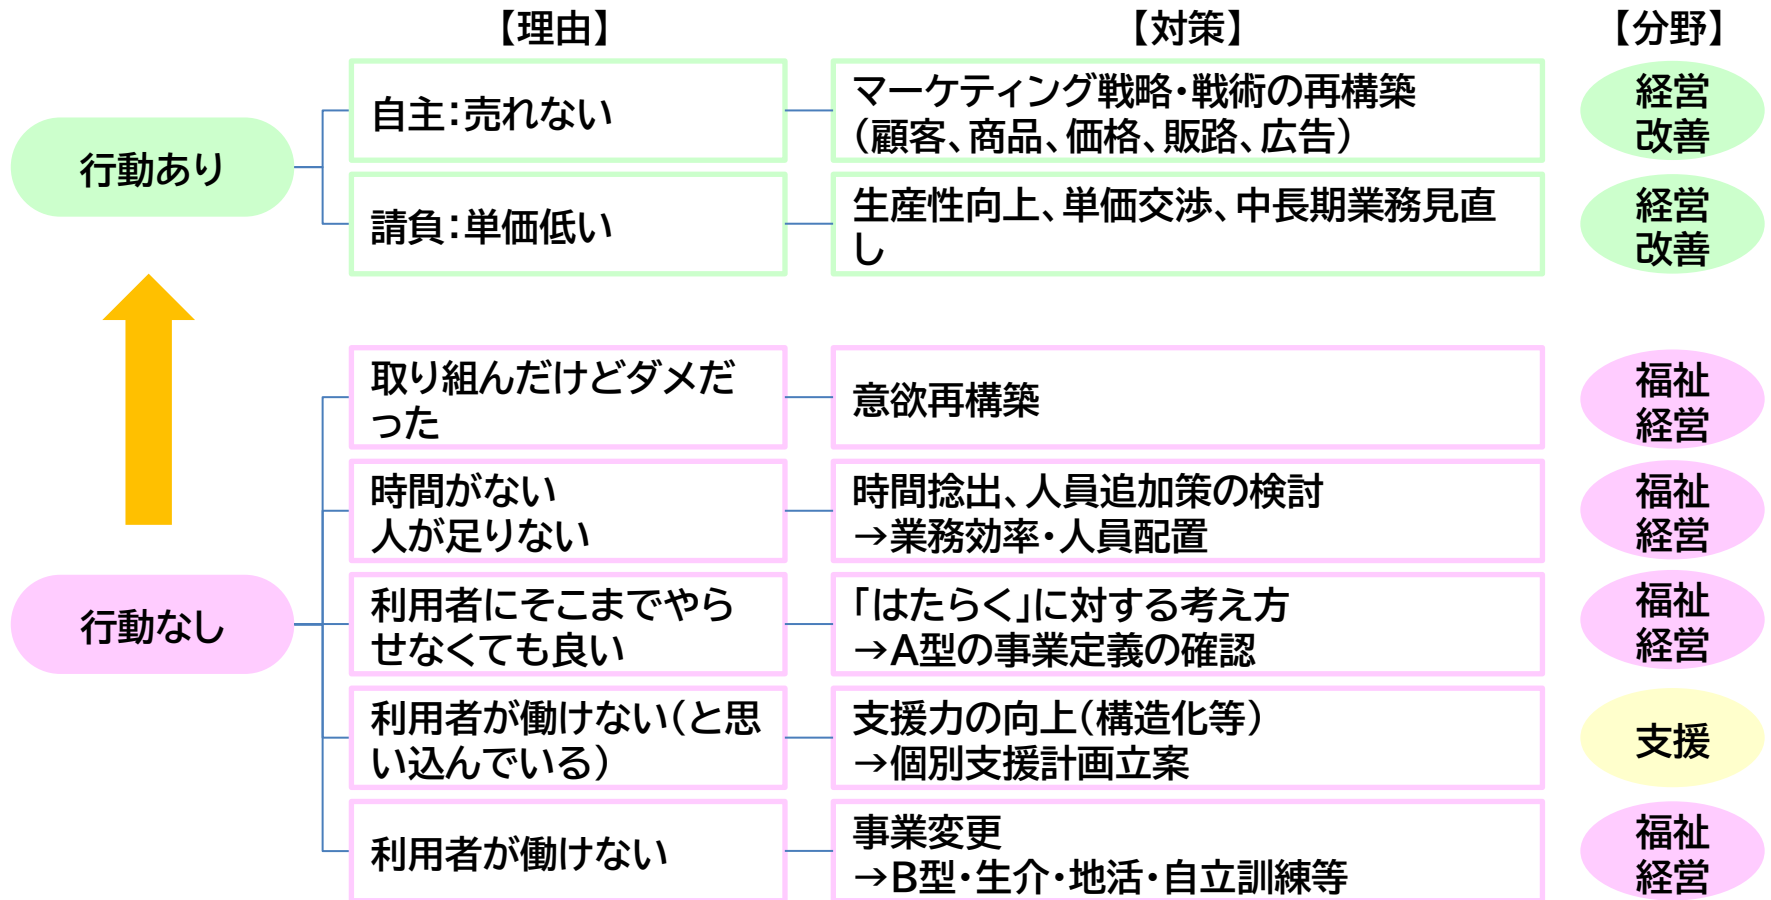 【理由】 【対策】 【分野】
行動あり
自主：売れない
マーケティング戦略・戦術の再構築
（顧客、商品、価格、販路、広告）
経営
改善
請負：単価低い
生産性向上、単価交渉、中長期業務見直
し
経営
改善
行動なし
取り組んだけどダメだ
った
意欲再構築
福祉
経営
時間がない
人が足りない
時間捻出、人員追加策の検討
→業務効率・人員配置
福祉
経営
利用者にそこまでやら
せなくても良い
「はたらく」に対する考え方
→A型の事業定義の確認
福祉
経営
利用者が働けない（と思
い込んでいる）
支援力の向上（構造化等）
→個別支援計画立案
支援
利用者が働けない
事業変更
→B型・生介・地活・自立訓練等
福祉
経営